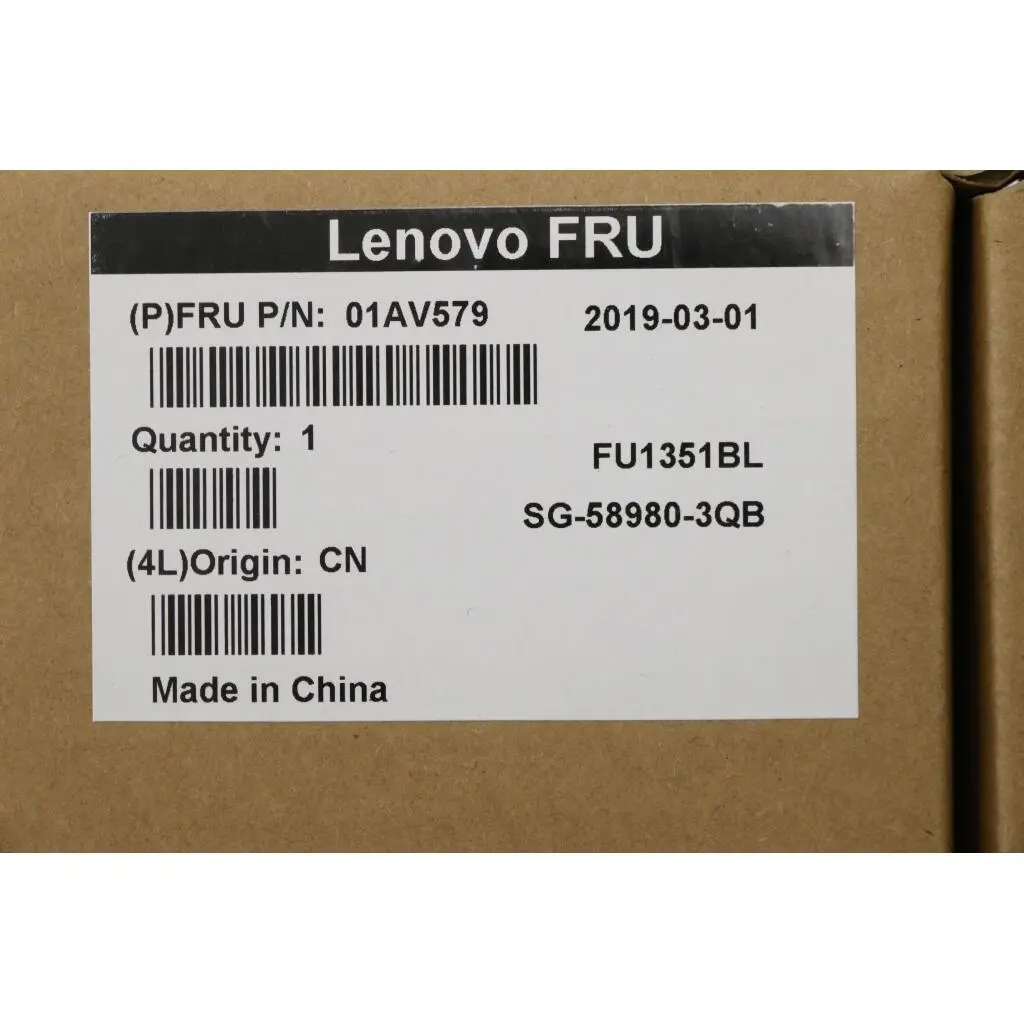 Lenovo FRU
(P)FRU P/N: 01AV579 2019-03-01
Quantity: 1
FU1351BL
SG-58980-3QB
(4L)Origin: CN
Made in China